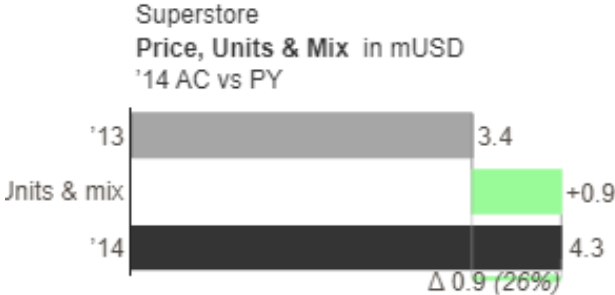 Superstore
Price, Units & Mix in mUSD
’14 AC vs PY
’13 3.4
Units & mix +0.9
’14 4.3
Δ 0.9 (26%)